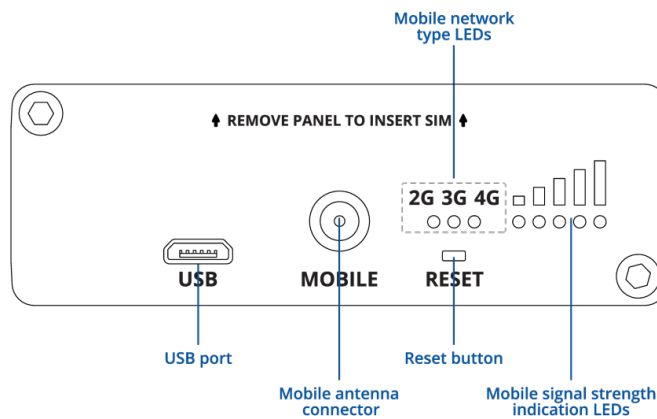 Mobile network
type LEDs
REMOVE PANEL TO INSERT SIM
2G 3G 4G
USB MOBILE RESET
USB port
Reset button
Mobile antenna
connector
Mobile signal strength
indication LEDs